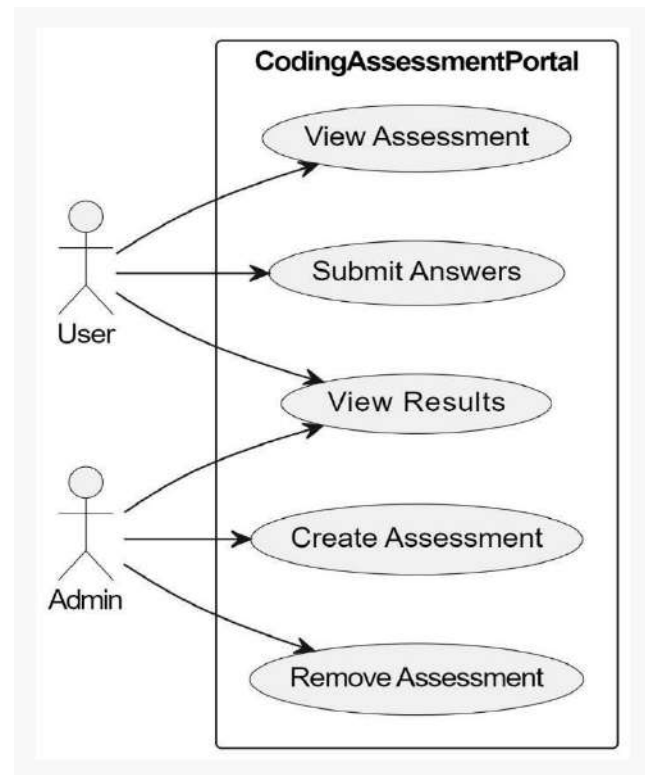 CodingAssessmentPortal
View Assessment
Submit Answers
User
View Results
Create Assessment
Admin
Remove Assessment